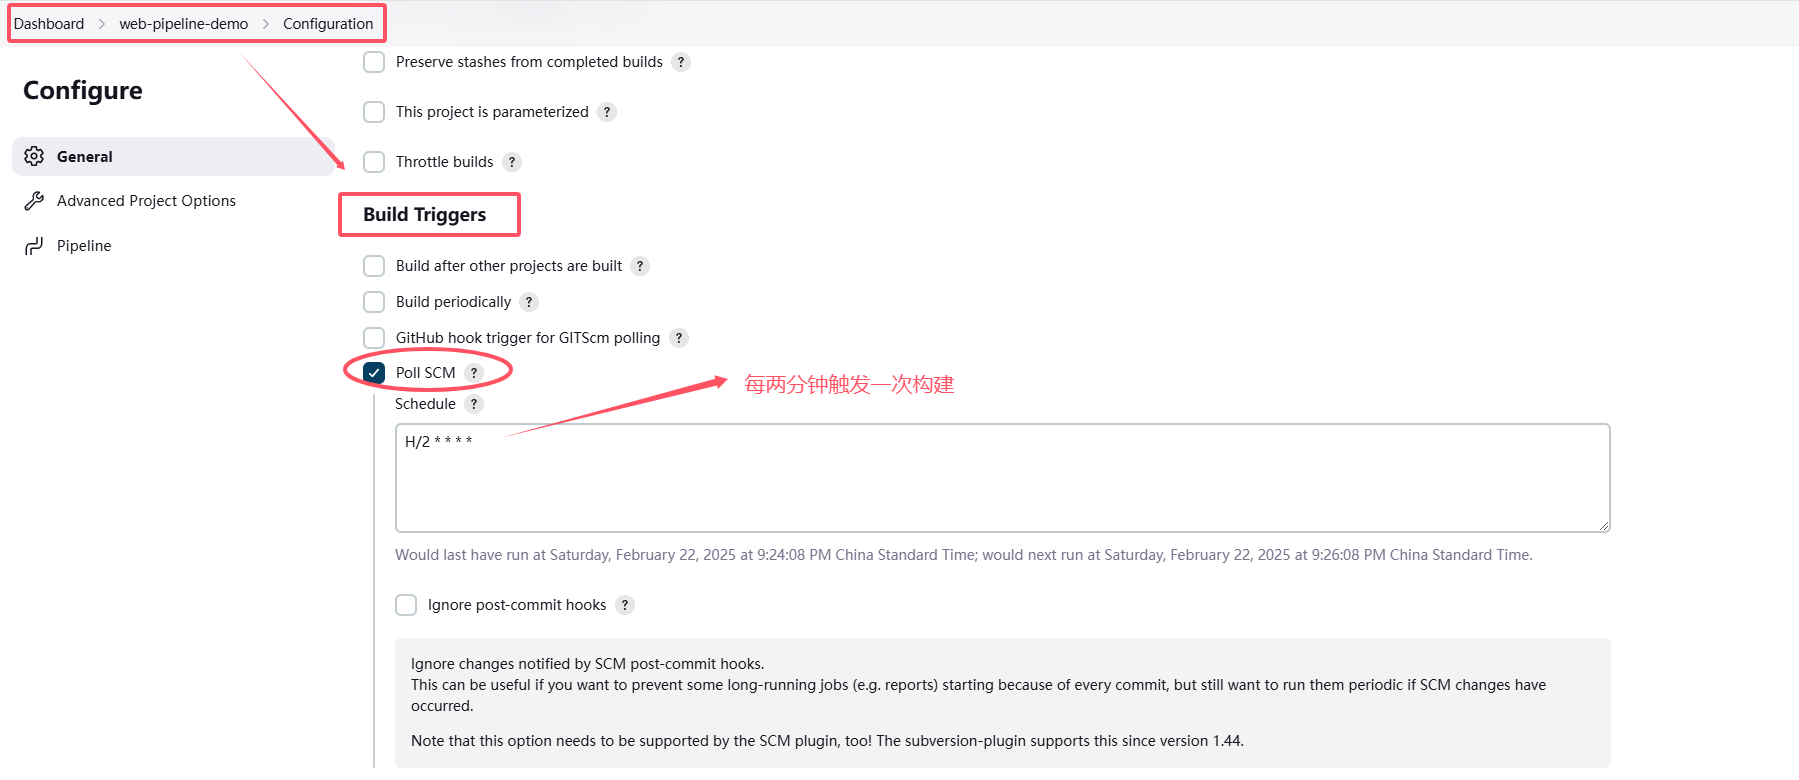 Dashboard > web-pipeline-demo > Configuration
Configure
General
Advanced Project Options
Pipeline
Preserve stashes from completed builds ?
This project is parameterized ?
Throttle builds ?
Build Triggers
Build after other projects are built ?
Build periodically ?
GitHub hook trigger for GITScm polling ?
Poll SCM ?
每两分钟触发一次构建
Schedule ?
H/2 * * * *
Would last have run at Saturday, February 22, 2025 at 9:24:08 PM China Standard Time; would next run at Saturday, February 22, 2025 at 9:26:08 PM China Standard Time.
Ignore post-commit hooks ?
Ignore changes notified by SCM post-commit hooks.
This can be useful if you want to prevent some long-running jobs (e.g. reports) starting because of every commit, but still want to run them periodic if SCM changes have
occurred.
Note that this option needs to be supported by the SCM plugin, too! The subversion-plugin supports this since version 1.44.